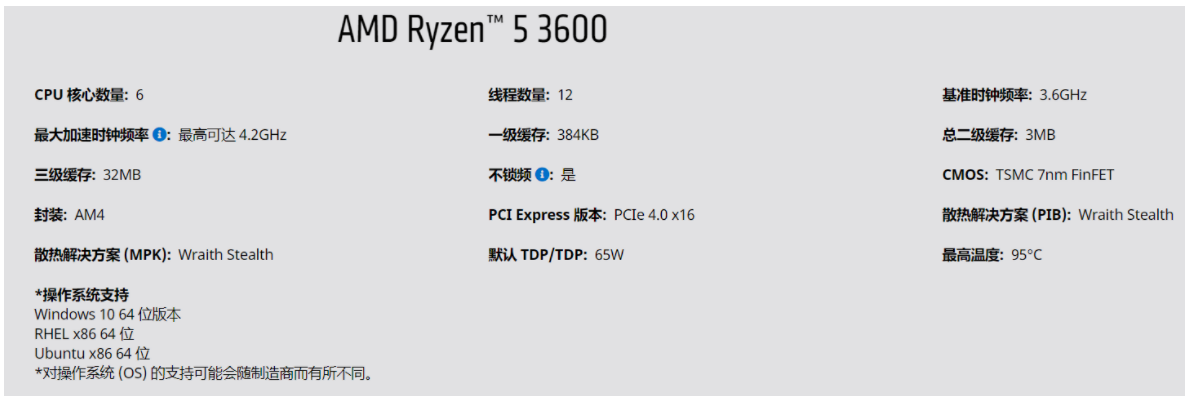 AMD Ryzen™ 5 3600
CPU 核心数量: 6
线程数量: 12
基准时钟频率: 3.6GHz
最大加速时钟频率 : 最高可达 4.2GHz
一级缓存: 384KB
总二级缓存: 3MB
三级缓存: 32MB
不锁频 : 是
CMOS: TSMC 7nm FinFET
封装: AM4
PCI Express 版本: PCIe 4.0 x16
散热解决方案 (PIB): Wraith Stealth
散热解决方案 (MPK): Wraith Stealth
默认 TDP/TDP: 65W
最高温度: 95°C
*操作系统支持
Windows 10 64 位版本
RHEL x86 64 位
Ubuntu x86 64 位
*对操作系统 (OS) 的支持可能会随制造商而有所不同。